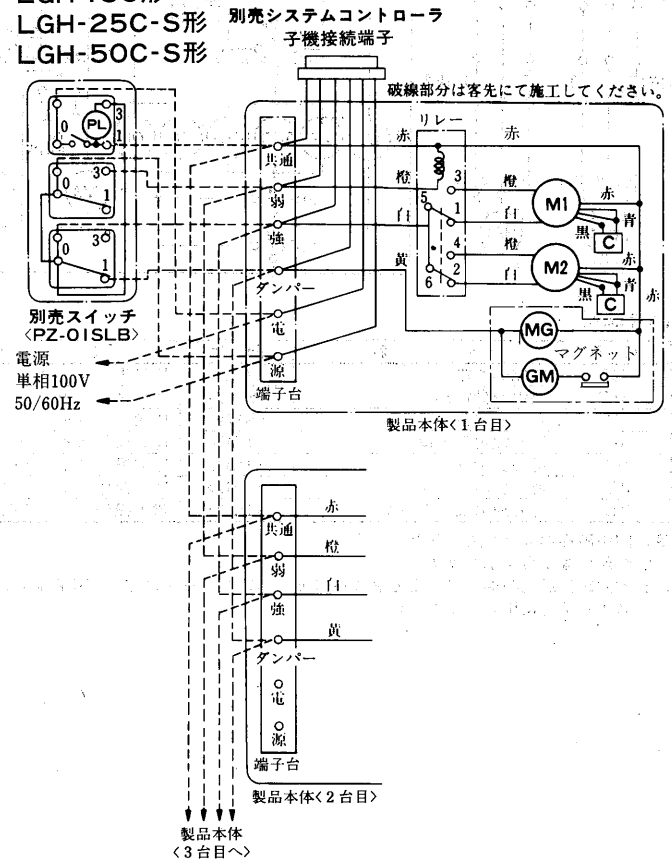 LGH-25C-S形
LGH-50C-S形
別売システムコントローラ
子機接続端子
破線部分は客先にて施工してください。
PL
0
3
1
0
3
1
0
3
1
別売スイッチ
〈PZ-01SLB〉
電源
単相100V
50/60Hz
共通
弱
強
ダンパー
電
源
端子台
赤
橙
白
黄
リレー
赤
3
5
1
4
2
6
橙
白
橙
白
M1
M2
赤
青
黒
C
赤
青
黒
C
MG
マグネット
GM
製品本体〈1台目〉
共通
弱
強
ダンパー
電
源
端子台
赤
橙
白
黄
製品本体〈2台目〉
製品本体
〈3台目へ〉